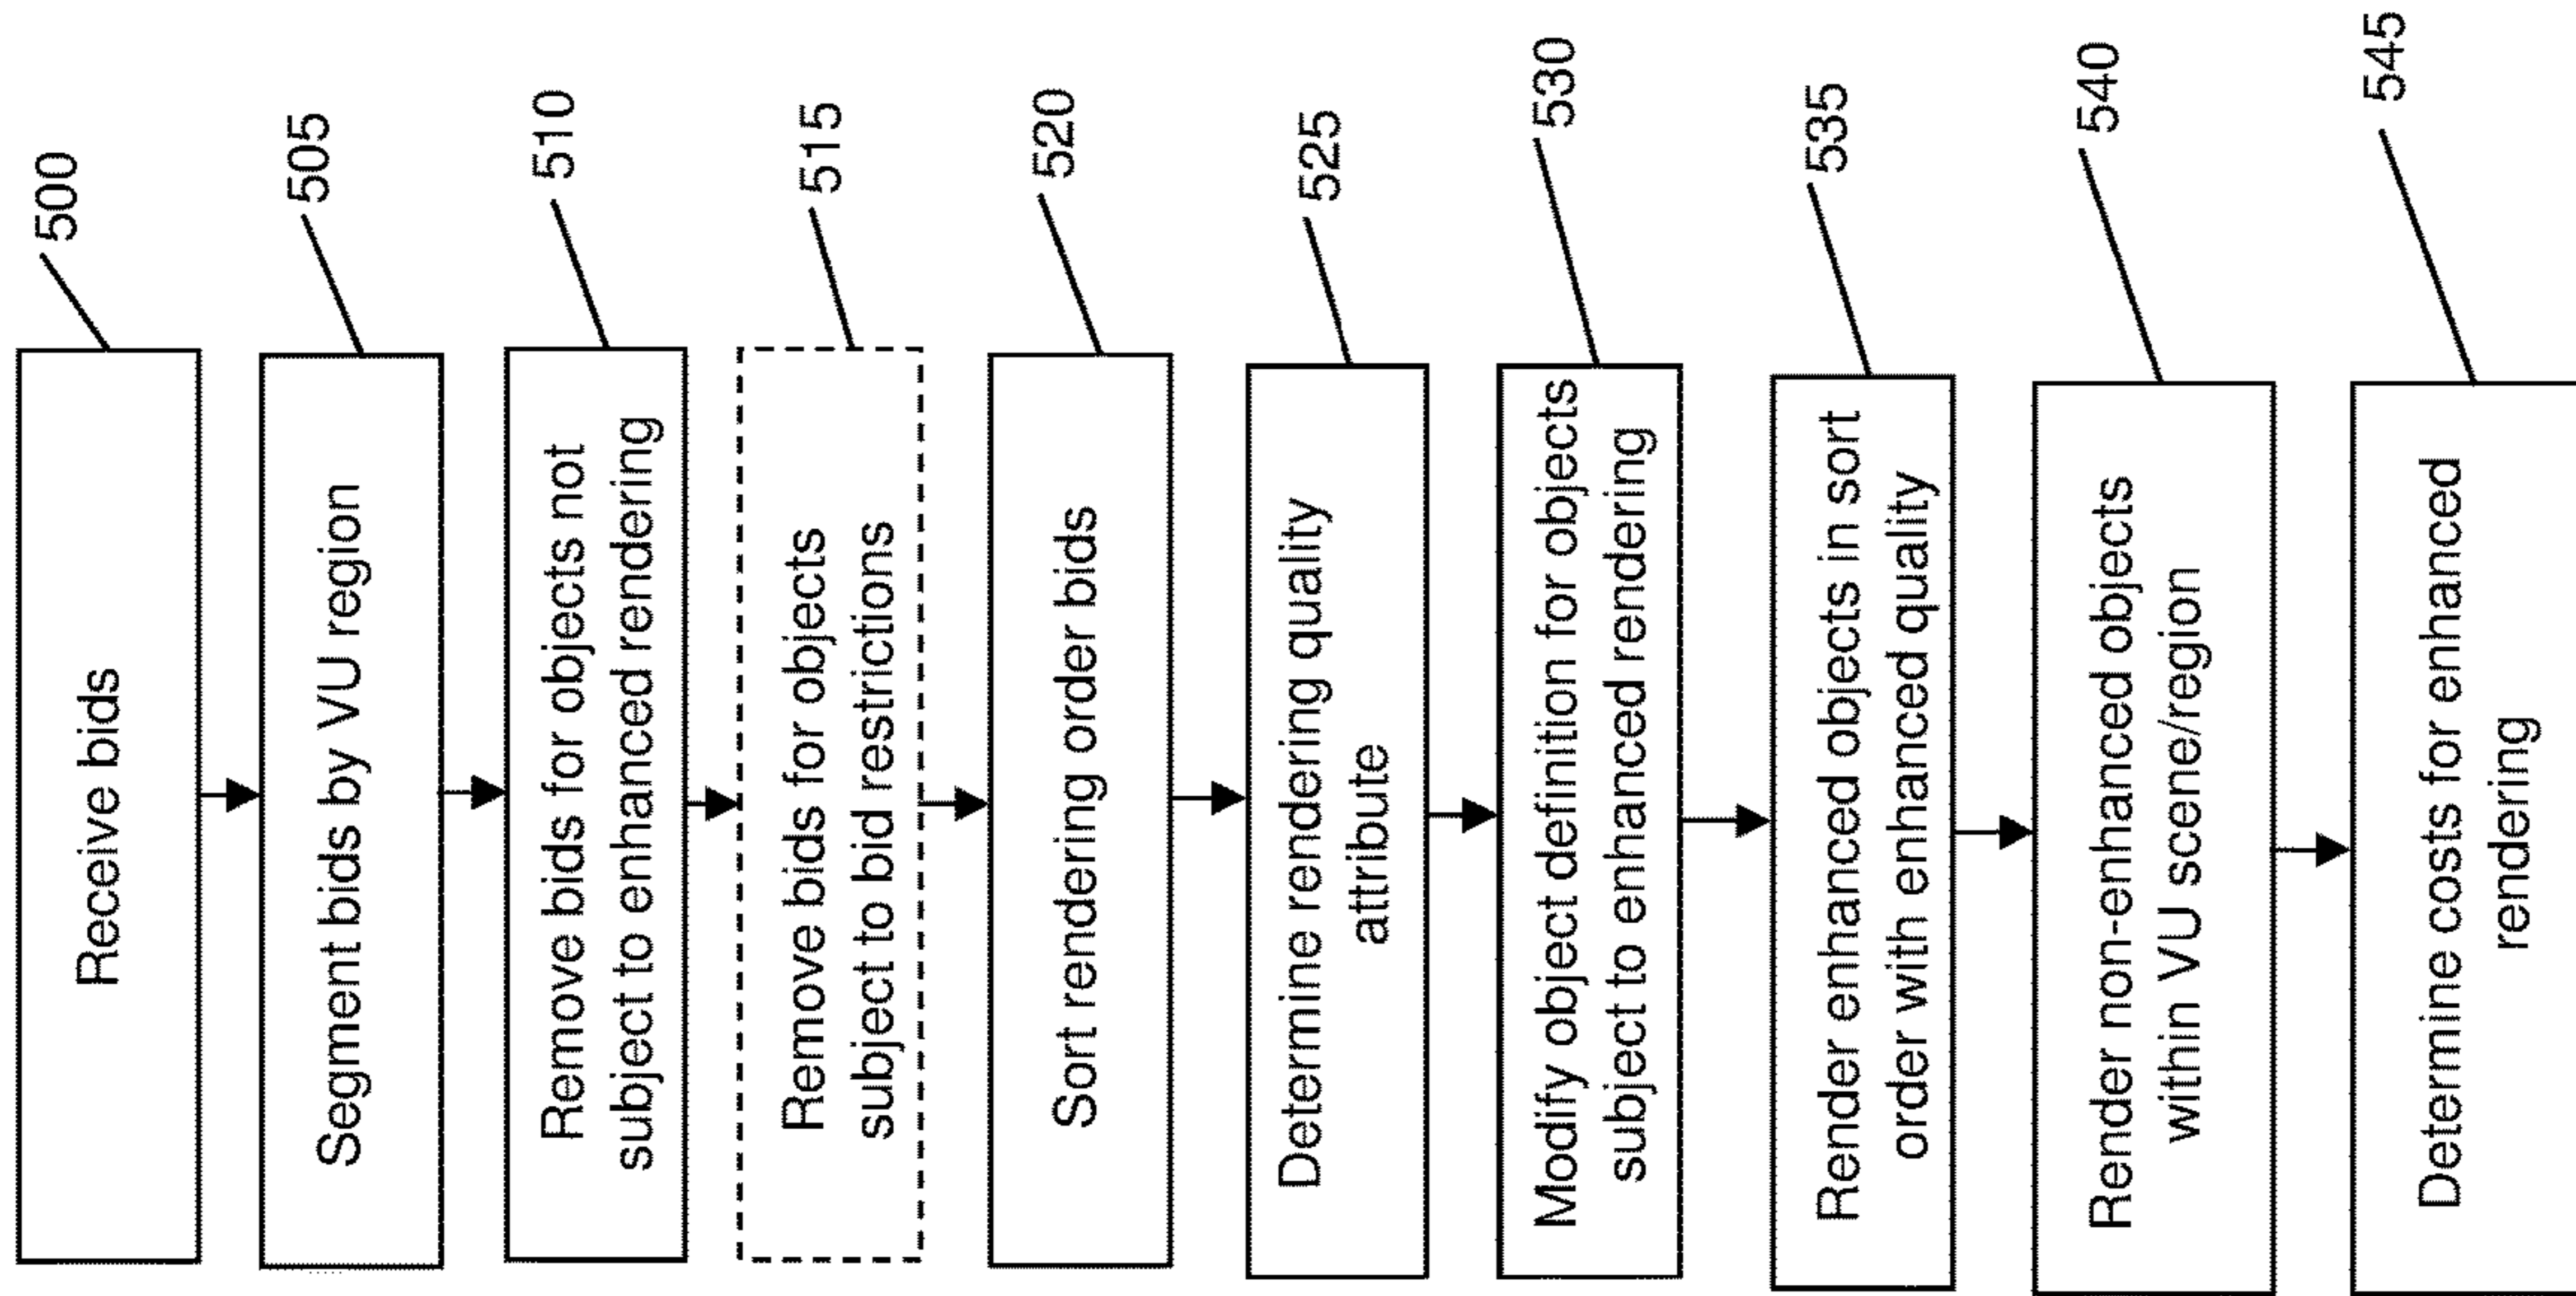 Receive bids
500
Segment bids by VU region
505
Remove bids for objects not
subject to enhanced rendering
510
Remove bids for objects
subject to bid restrictions
515
Sort rendering order bids
520
Determine rendering quality
attribute
525
Modify object definition for objects
subject to enhanced rendering
530
Render enhanced objects in sort
order with enhanced quality
535
Render non-enhanced objects
within VU scene/region
540
Determine costs for enhanced
rendering
545